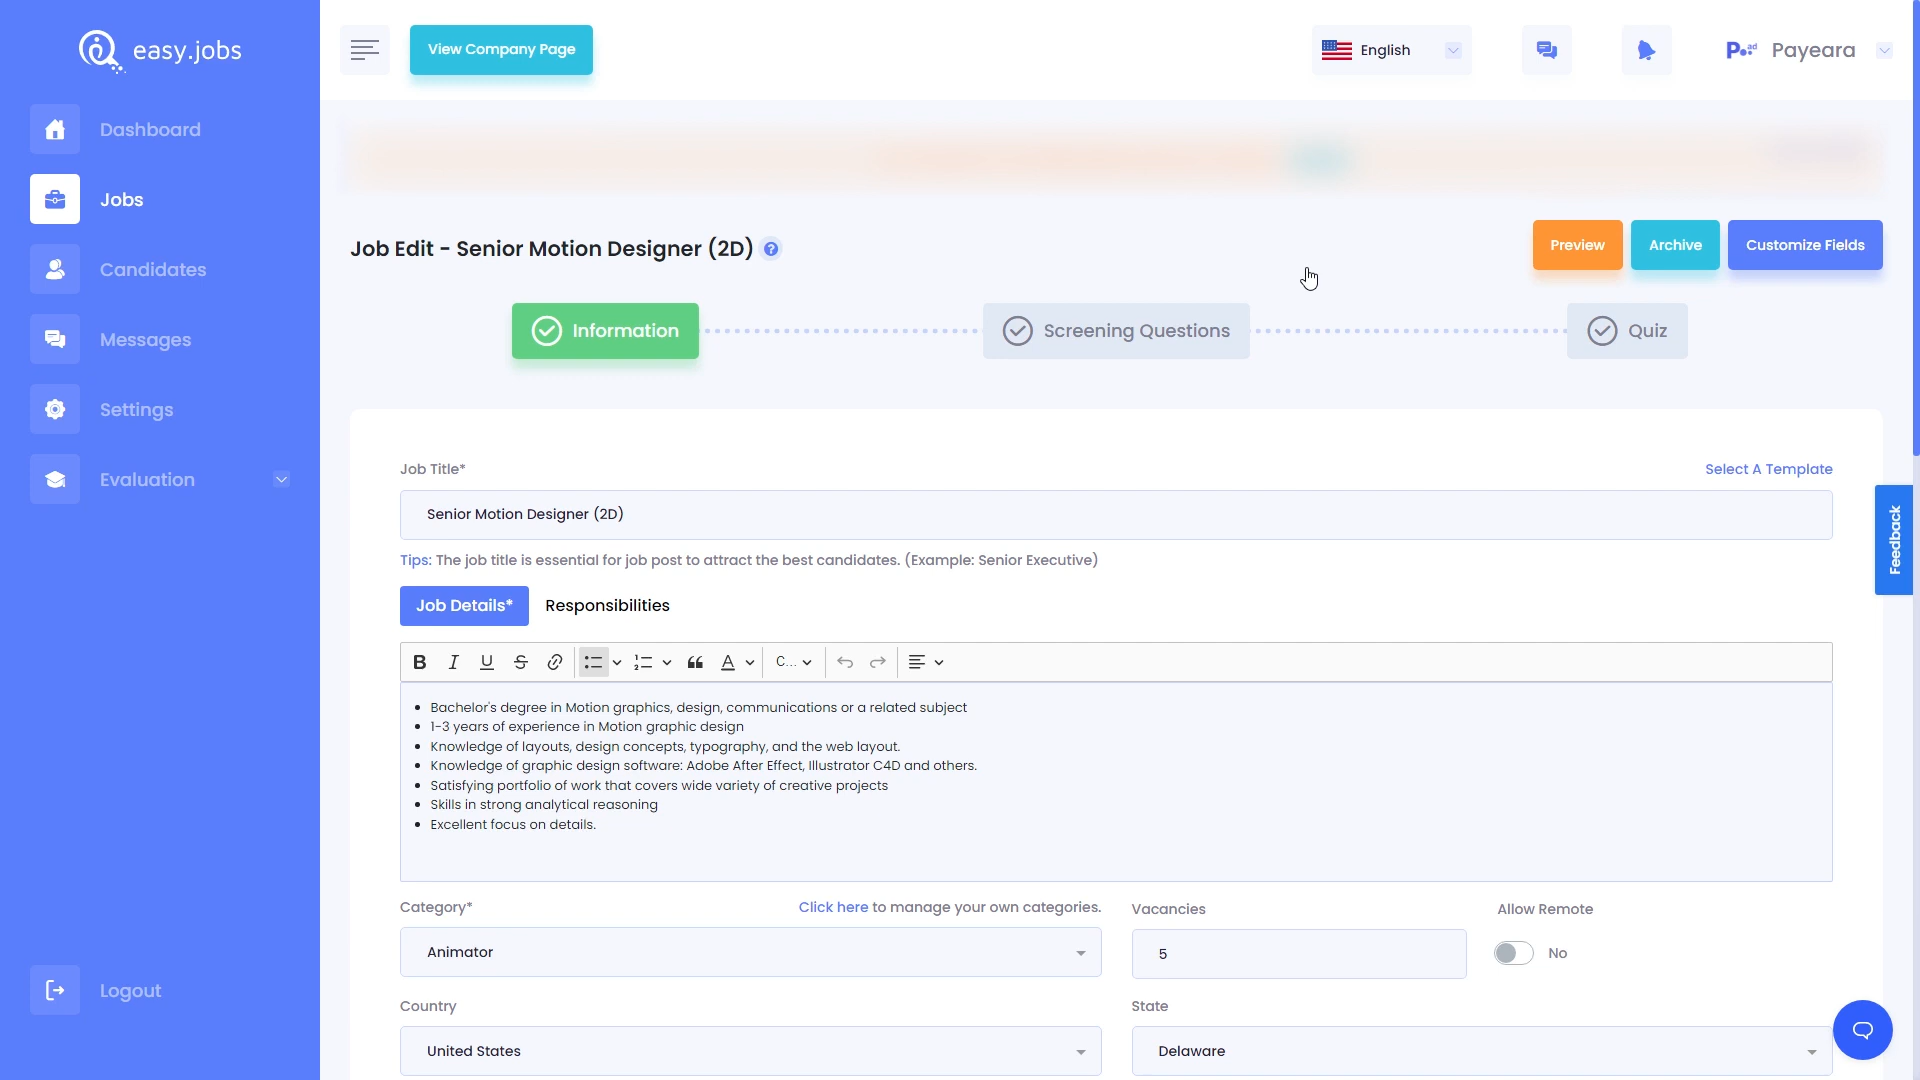 easy.jobs
View Company Page
English
Payeara
Dashboard
Jobs
Candidates
Messages
Settings
Evaluation
Logout
Job Edit - Senior Motion Designer (2D)
Preview
Archive
Customize Fields
Information
Screening Questions
Quiz
Job Title*
Select A Template
Senior Motion Designer (2D)
Tips: The job title is essential for job post to attract the best candidates. (Example: Senior Executive)
Feedback
Job Details*
Responsibilities
C...
Bachelor's degree in Motion graphics, design, communications or a related subject
1-3 years of experience in Motion graphic design
Knowledge of layouts, design concepts, typography, and the web layout.
Knowledge of graphic design software: Adobe After Effect, Illustrator C4D and others.
Satisfying portfolio of work that covers wide variety of creative projects
Skills in strong analytical reasoning
Excellent focus on details.
Category*
Click here to manage your own categories.
Vacancies
Allow Remote
Animator
5
No
Country
State
United States
Delaware